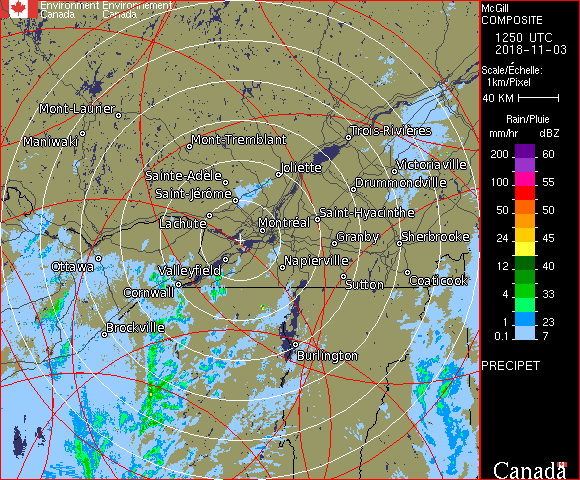 Environment Environnement
Canada Canada
McGill
COMPOSITE
1250 UTC
2018-11-03
Scale/Échelle:
1km/Pixel
40 KM
Rain/Pluie
mm/hr dBZ
200 60
100 55
50 50
24 45
12 40
4 33
1 23
0.1 7
PRECIPET
Mont-Laurier
Maniwaki
Mont-Tremblant
Trois-Rivières
Sainte-Adèle
Joliette
Victoriaville
Saint-Jérôme
Drummondville
Lachute
Montréal
Saint-Hyacinthe
Granby
Sherbrooke
Ottawa
Valleyfield
Napierville
Cornwall
Sutton
Coaticook
Brockville
Burlington
Canada